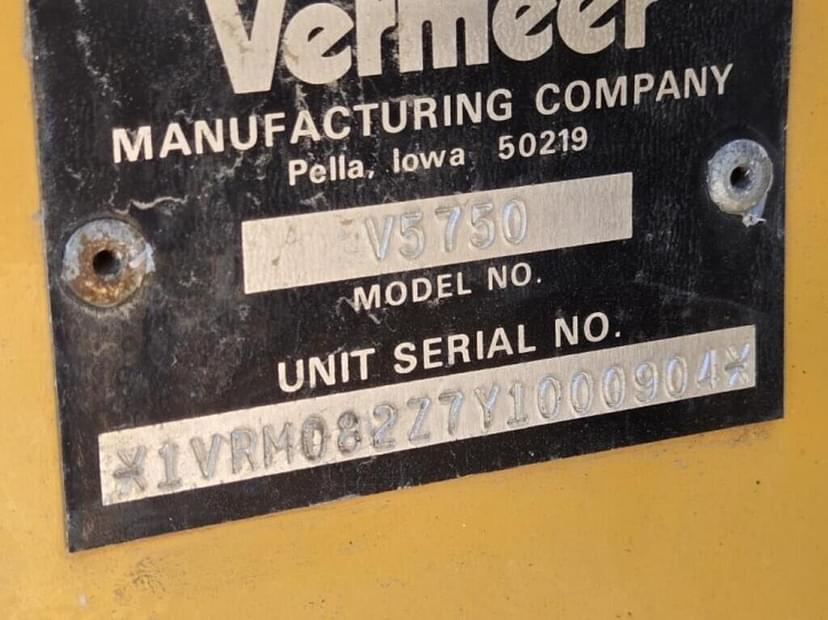 Vermeer
MANUFACTURING COMPANY
Pella, Iowa 50219
V5750
MODEL NO.
UNIT SERIAL NO.
*1VRM082Z7Y1000904*